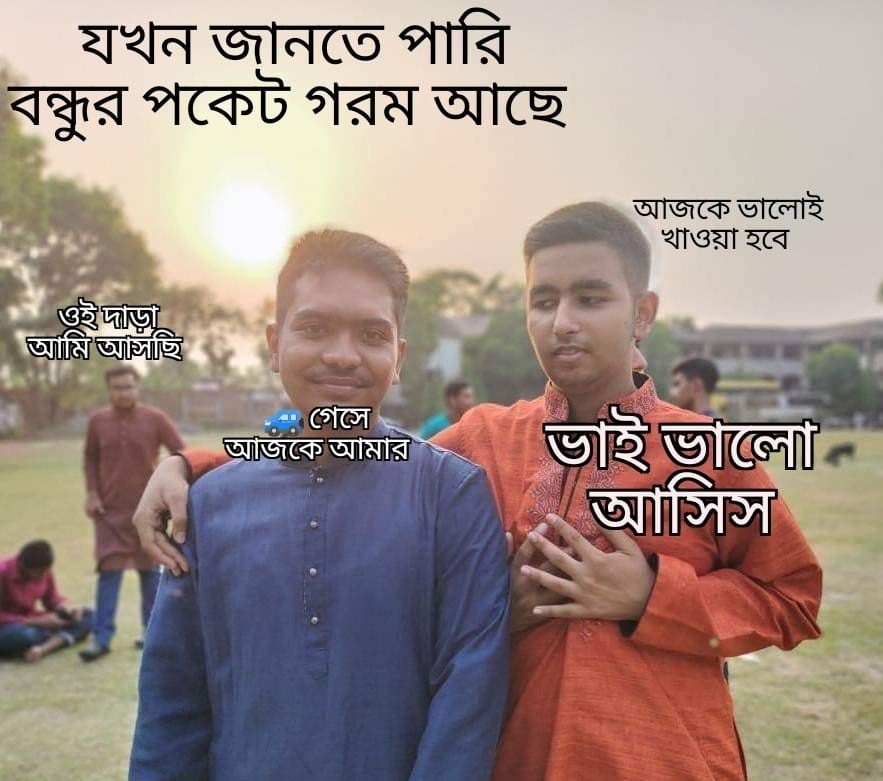 যখন জানতে পারি
বন্ধুর পকেট গরম আছে
আজকে ভালোই
খাওয়া হবে
ওই দাড়া
আমি আসছি
🚙 গেসে
আজকে আমার
ভাই ভালো
আসিস